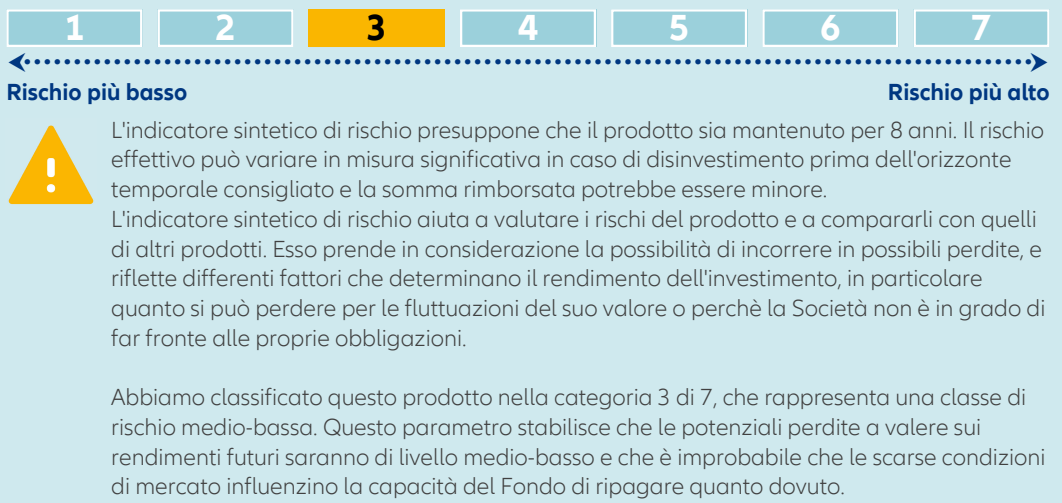 1 2 3 4 5 6 7
Rischio più basso Rischio più alto
L'indicatore sintetico di rischio presuppone che il prodotto sia mantenuto per 8 anni. Il rischio
effettivo può variare in misura significativa in caso di disinvestimento prima dell'orizzonte
temporale consigliato e la somma rimborsata potrebbe essere minore.
L'indicatore sintetico di rischio aiuta a valutare i rischi del prodotto e a compararli con quelli
di altri prodotti. Esso prende in considerazione la possibilità di incorrere in possibili perdite, e
riflette differenti fattori che determinano il rendimento dell'investimento, in particolare
quanto si può perdere per le fluttuazioni del suo valore o perchè la Società non è in grado di
far fronte alle proprie obbligazioni.
Abbiamo classificato questo prodotto nella categoria 3 di 7, che rappresenta una classe di
rischio medio-bassa. Questo parametro stabilisce che le potenziali perdite a valere sui
rendimenti futuri saranno di livello medio-basso e che è improbabile che le scarse condizioni
di mercato influenzino la capacità del Fondo di ripagare quanto dovuto.